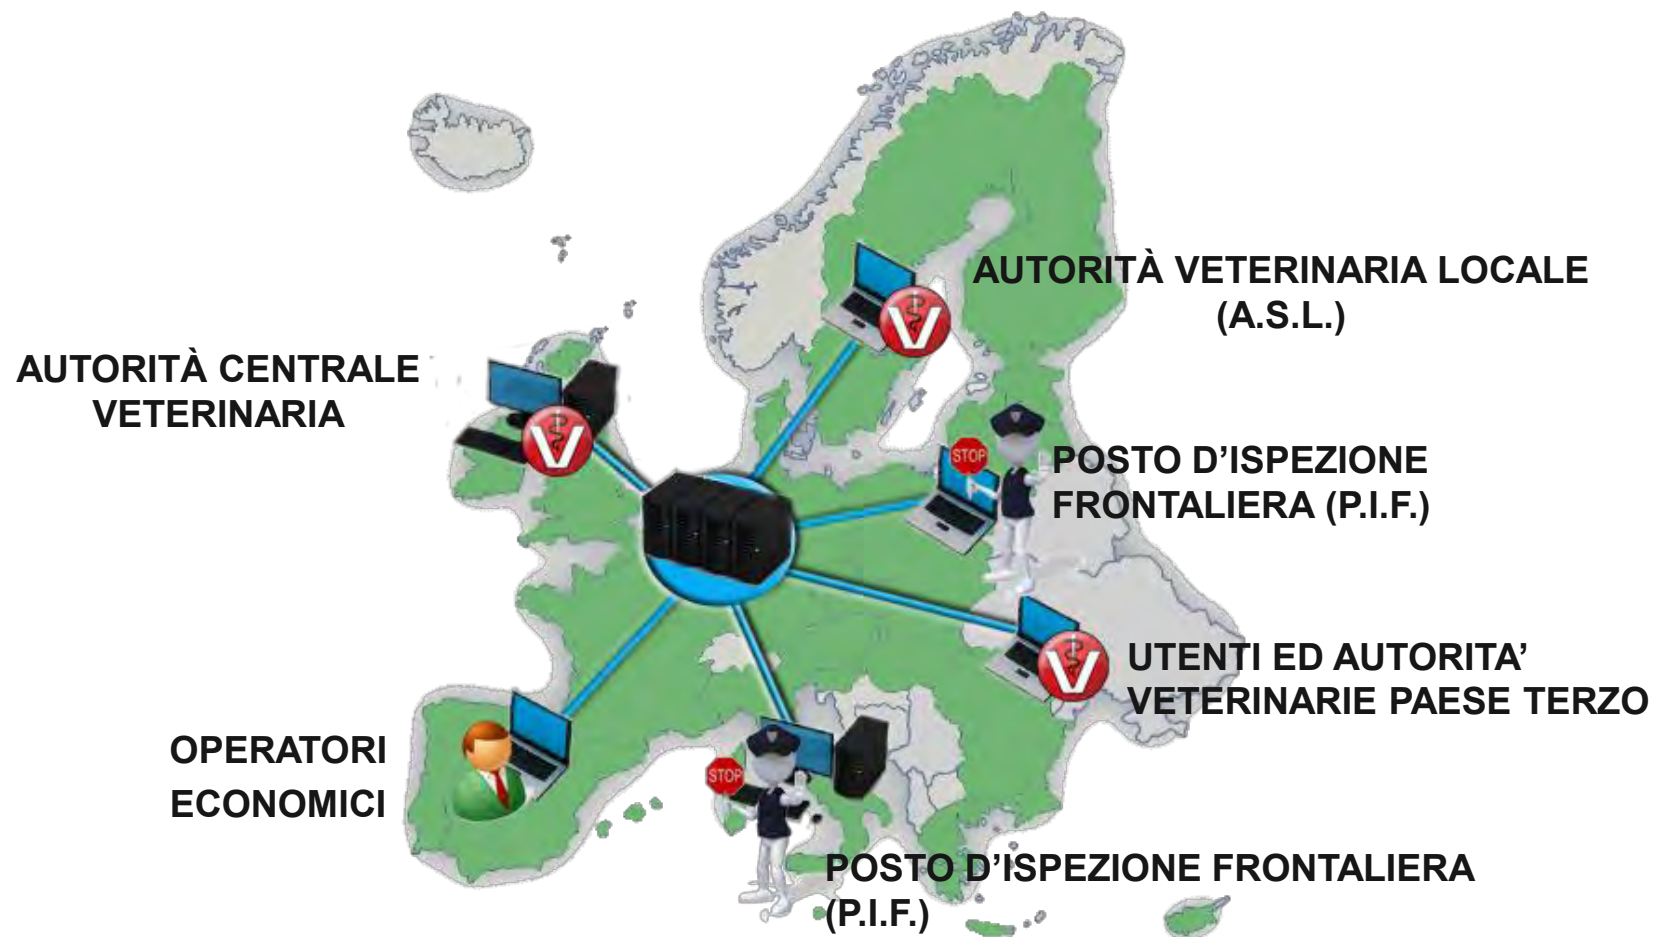 AUTORITÀ VETERINARIA LOCALE
(A.S.L.)
AUTORITÀ CENTRALE
VETERINARIA
STOP
POSTO D’ISPEZIONE
FRONTALIERA (P.I.F.)
UTENTI ED AUTORITA’
VETERINARIE PAESE TERZO
OPERATORI
ECONOMICI
STOP
POSTO D’ISPEZIONE FRONTALIERA
(P.I.F.)
V
V
V